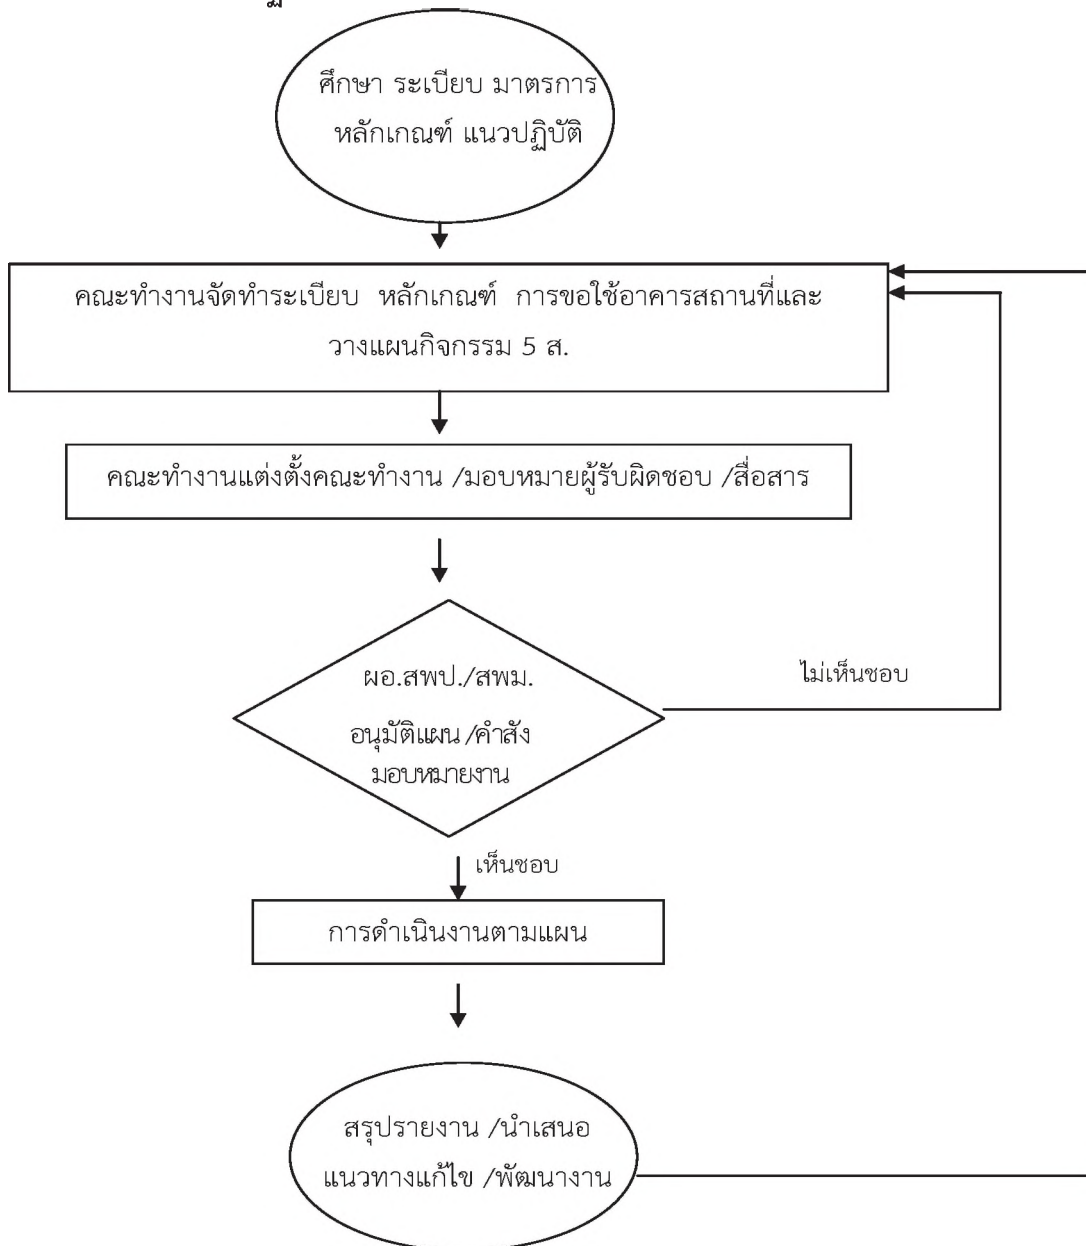 ศึกษา ระเบียบ มาตรการ
หลักเกณฑ์ แนวปฏิบัติ
คณะทำงานจัดทำระเบียบ หลักเกณฑ์ การขอใช้อาคารสถานที่และ
วางแผนกิจกรรม 5 ส.
คณะทำงานแต่งตั้งคณะทำงาน /มอบหมายผู้รับผิดชอบ /สื่อสาร
ผอ.สพป./สพม.
อนุมัติแผน /คำสัง
มอบหมายงาน
ไม่เห็นชอบ
เห็นชอบ
การดำเนินงานตามแผน
สรุปรายงาน /นำเสนอ
แนวทางแก้ไข /พัฒนางาน